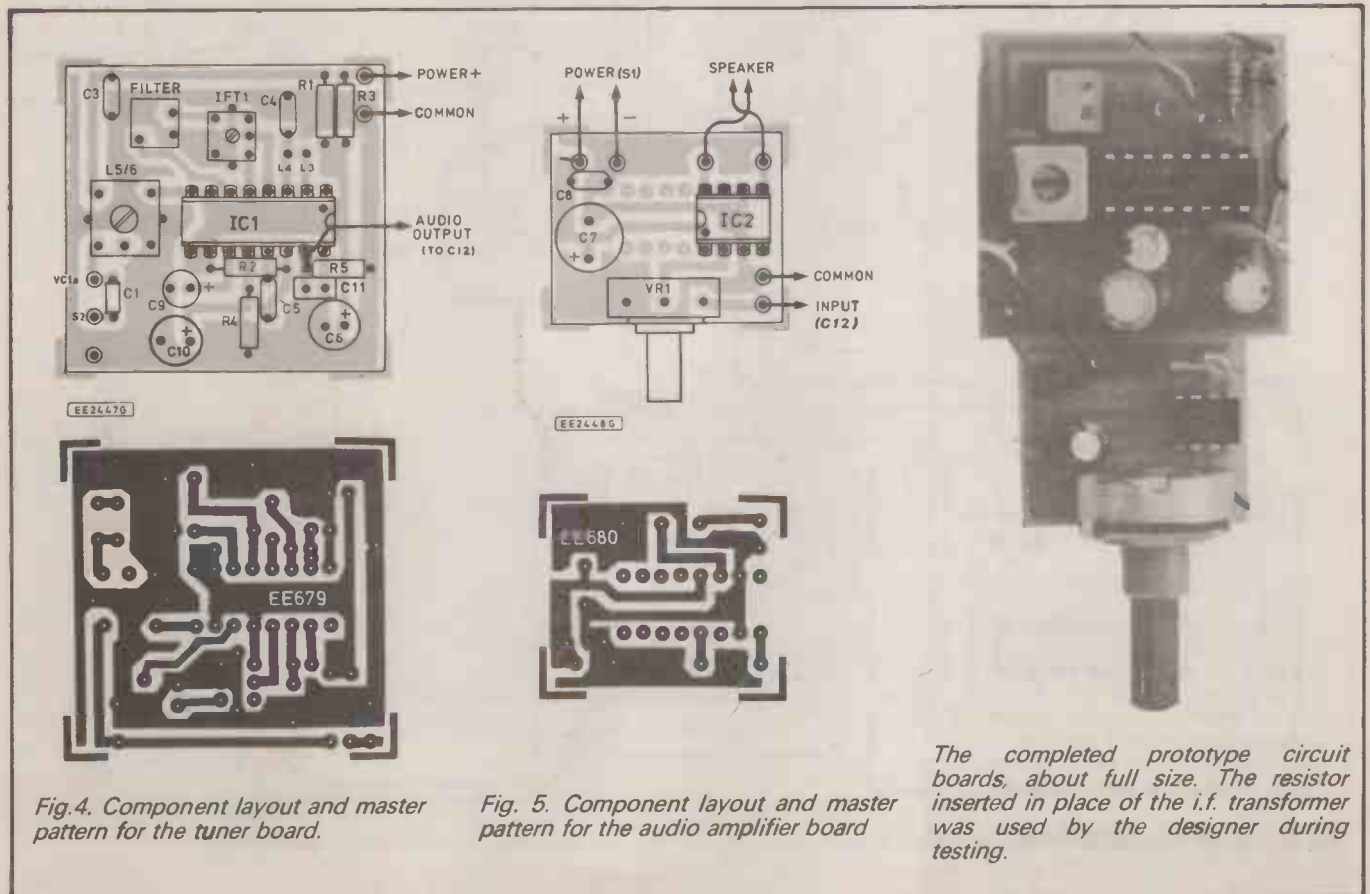 POWER+
COMMON
C3
FILTER
IFT1
C4
R1
R3
L4 L3
L5/6
IC1
AUDIO
OUTPUT
(TO C12)
VC1a
C1
S2
R2
R5
C9
+
C5
C11
R4
C10
+
C6
+
EE2447G
EE679
Fig.4. Component layout and master
pattern for the tuner board.
POWER (S1)
SPEAKER
+
−
C8
C7
+
IC2
VR1
COMMON
INPUT
(C12)
EE2448G
EE680
Fig. 5. Component layout and master
pattern for the audio amplifier board
The completed prototype circuit
boards, about full size. The resistor
inserted in place of the i.f. transformer
was used by the designer during
testing.